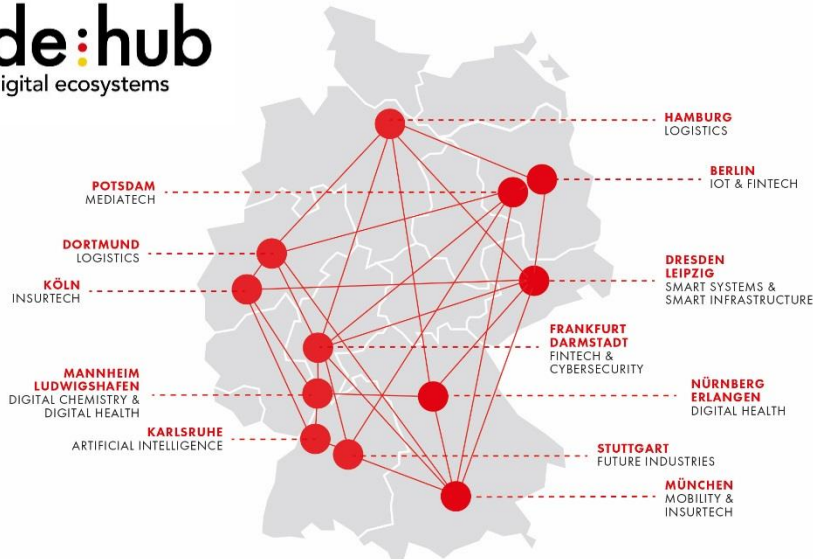 de:hub
digital ecosystems
HAMBURG
LOGISTICS
BERLIN
IOT & FINTECH
POTSDAM
MEDIATECH
DORTMUND
LOGISTICS
KÖLN
INSURTECH
DRESDEN
LEIPZIG
SMART SYSTEMS &
SMART INFRASTRUCTURE
FRANKFURT
DARMSTADT
FINTECH &
CYBERSECURITY
MANNHEIM
LUDWIGSHAFEN
DIGITAL CHEMISTRY &
DIGITAL HEALTH
NÜRNBERG
ERLANGEN
DIGITAL HEALTH
KARLSRUHE
ARTIFICIAL INTELLIGENCE
STUTTGART
FUTURE INDUSTRIES
MÜNCHEN
MOBILITY &
INSURTECH